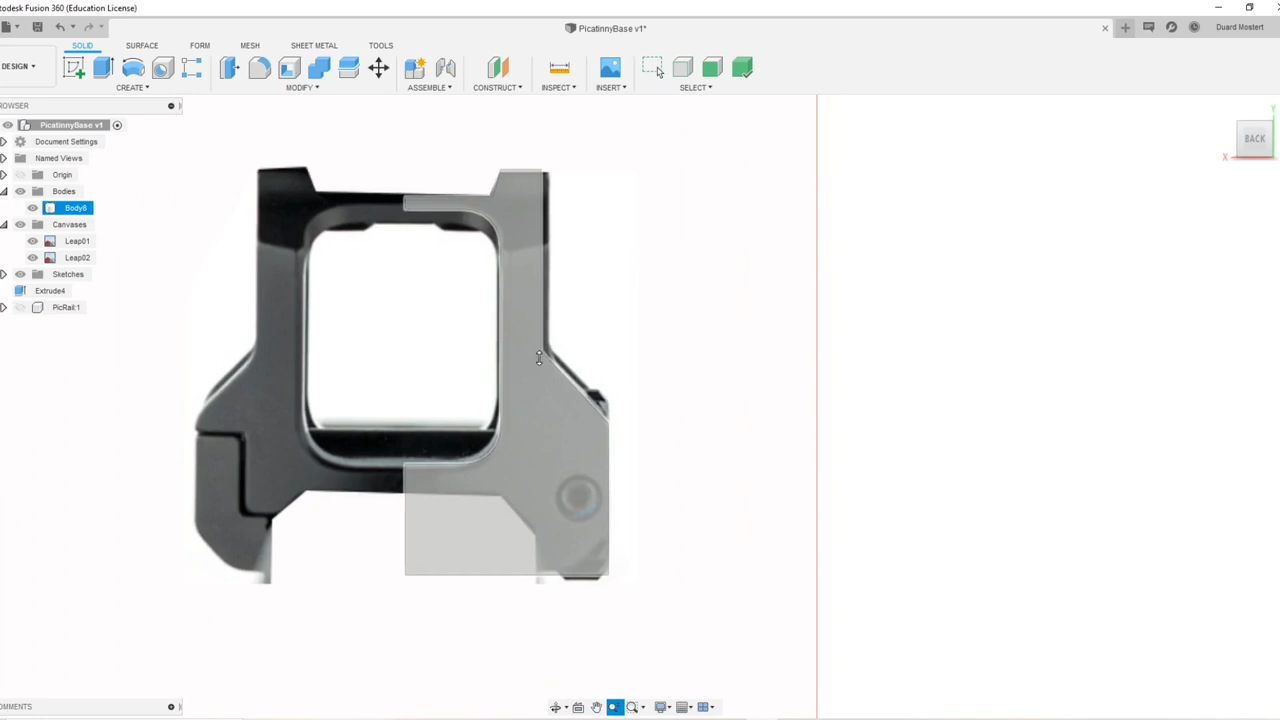 utodesk Fusion 360 (Education License)
PicatinnyBase v1*
Duard Mostert
SOLID SURFACE FORM MESH SHEET METAL TOOLS
DESIGN
CREATE MODIFY ASSEMBLE CONSTRUCT INSPECT INSERT SELECT
ROWSER
PicatinnyBase v1
Document Settings
Named Views
Origin
Bodies
Body8
Canvases
Leap01
Leap02
Sketches
Extrude4
PicRail:1
Y
BACK
X
OMMENTS